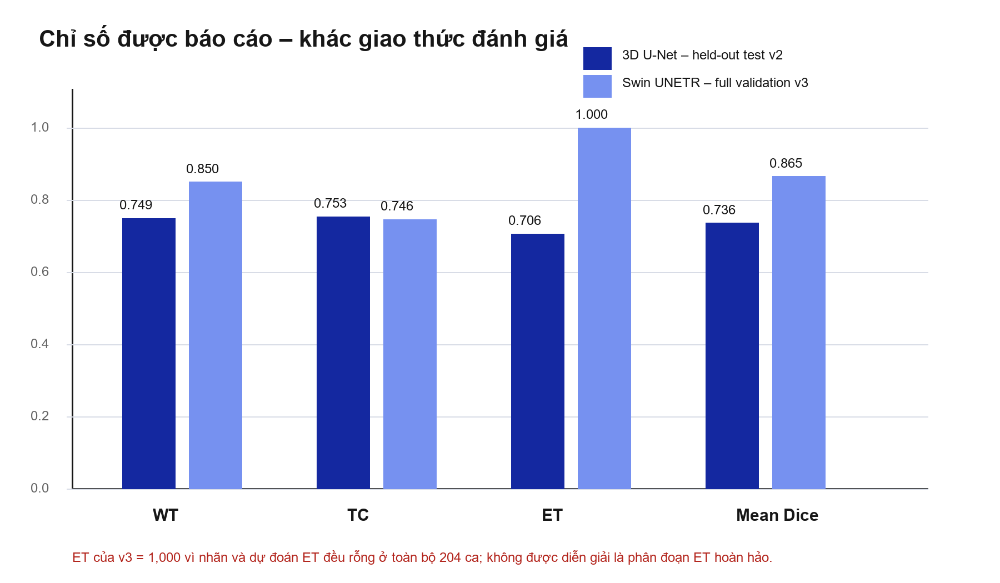 Chỉ số được báo cáo – khác giao thức đánh giá
3D U-Net – held-out test v2
Swin UNETR – full validation v3
1.0
0.8
0.6
0.4
0.2
0.0
0.749
0.850
0.753
0.746
0.706
1.000
0.736
0.865
WT
TC
ET
Mean Dice
ET của v3 = 1,000 vì nhãn và dự đoán ET đều rỗng ở toàn bộ 204 ca; không được diễn giải là phân đoạn ET hoàn hảo.